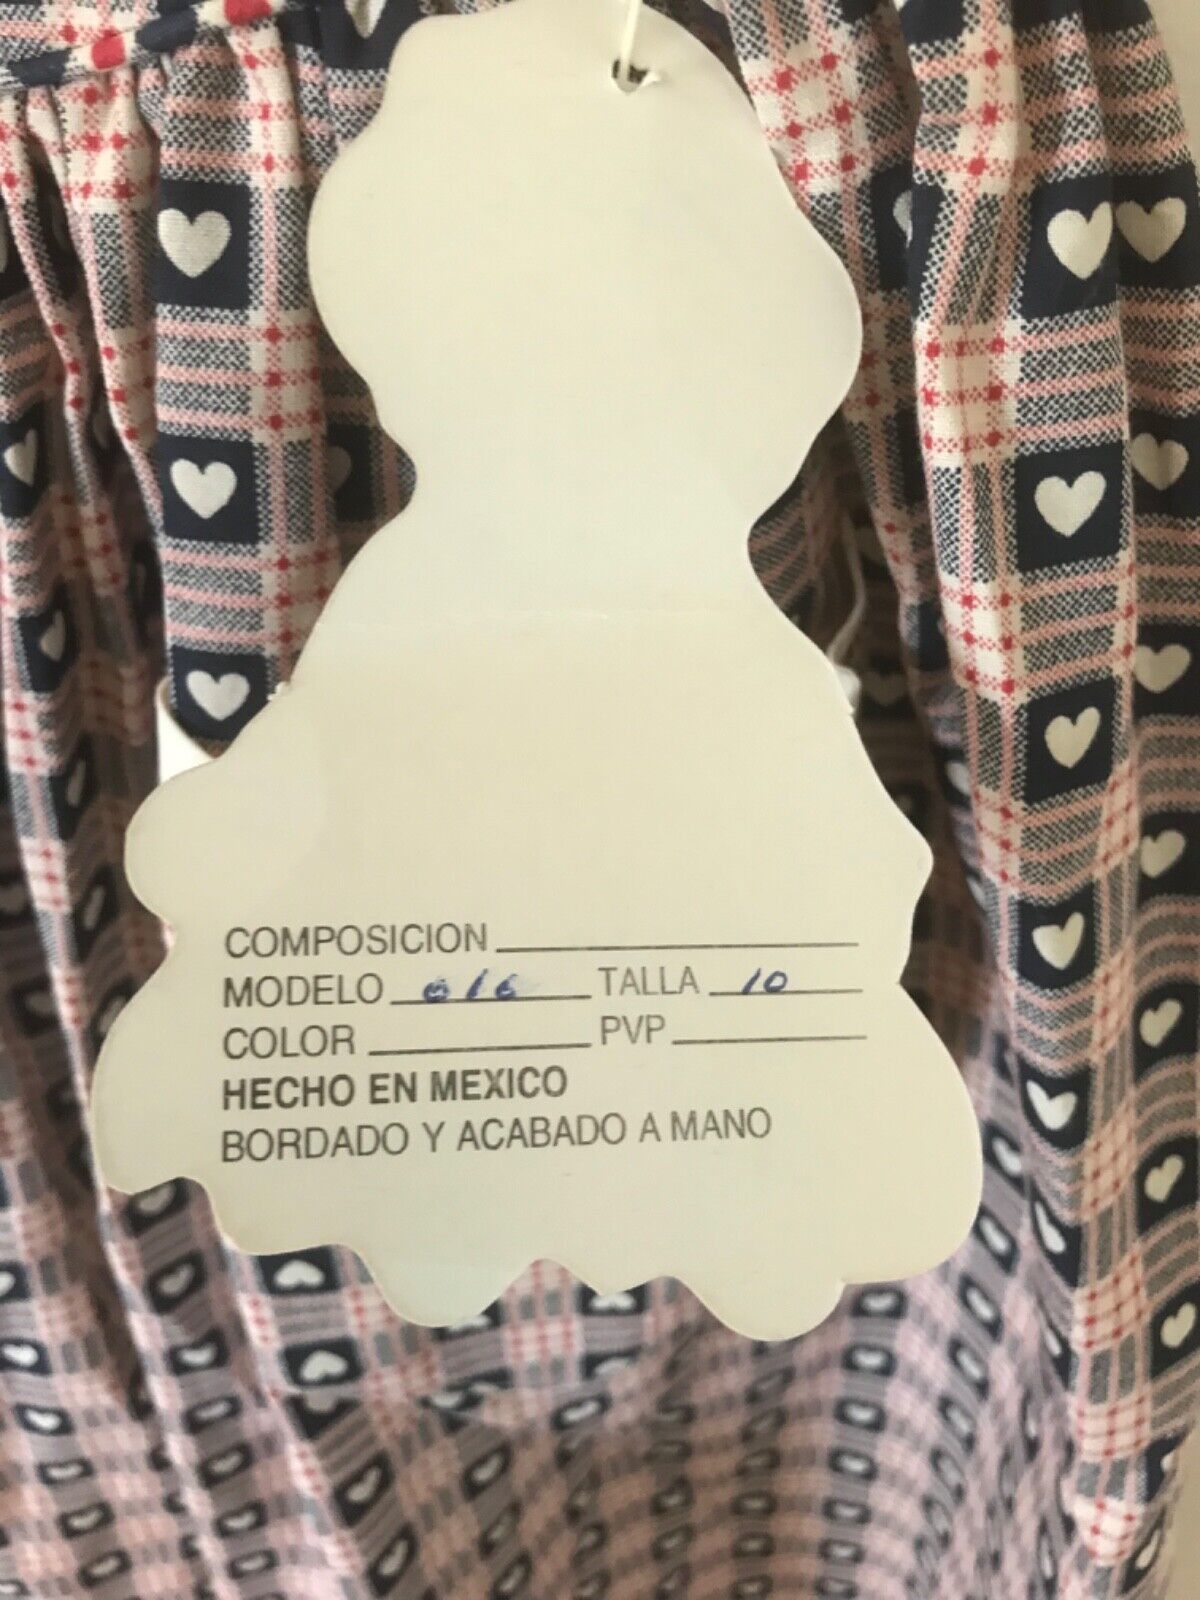 COMPOSICION
MODELO 016 TALLA 10
COLOR PVP
HECHO EN MEXICO
BORDADO Y ACABADO A MANO